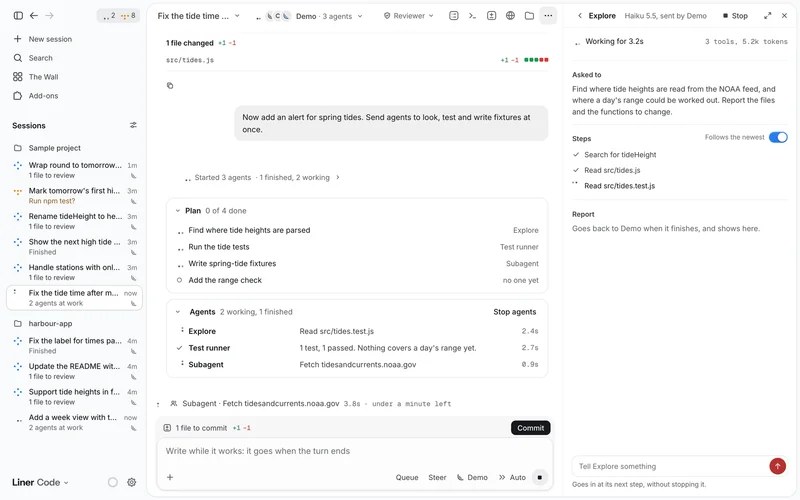 2 8
New session
Search
The Wall
Add-ons
Sessions
Sample project
Wrap round to tomorrow... 1m
1 file to review
Mark tomorrow's first hi... 3m
Run npm test?
Rename tideHeight to he... 3m
1 file to review
Show the next high tide ... 3m
Finished
Handle stations with onl... 3m
1 file to review
Fix the tide time after m... now
2 agents at work
harbour-app
Fix the label for times pa... 4m
Finished
Update the README wit... 4m
1 file to review
Support tide heights in f... 4m
1 file to review
Add a week view with t... now
2 agents at work
Liner Code
Fix the tide time ...
Demo · 3 agents
Reviewer
1 file changed +1 −1
src/tides.js +1 −1
Now add an alert for spring tides. Send agents to look, test and write fixtures at
once.
Started 3 agents · 1 finished, 2 working
Plan 0 of 4 done
Find where tide heights are parsed Explore
Run the tide tests Test runner
Write spring-tide fixtures Subagent
Add the range check no one yet
Agents 2 working, 1 finished Stop agents
Explore Read src/tides.test.js 2.4s
Test runner 1 test, 1 passed. Nothing covers a day's range yet. 2.7s
Subagent Fetch tidesandcurrents.noaa.gov 0.9s
Subagent · Fetch tidesandcurrents.noaa.gov 3.8s · under a minute left
1 file to commit +1 −1 Commit
Write while it works: it goes when the turn ends
Queue Steer Demo Auto
Explore Haiku 5.5, sent by Demo Stop
Working for 3.2s 3 tools, 5.2k tokens
Asked to
Find where tide heights are read from the NOAA feed, and
where a day's range could be worked out. Report the files
and the functions to change.
Steps Follows the newest
Search for tideHeight
Read src/tides.js
Read src/tides.test.js
Report
Goes back to Demo when it finishes, and shows here.
Tell Explore something
Goes in at its next step, without stopping it.